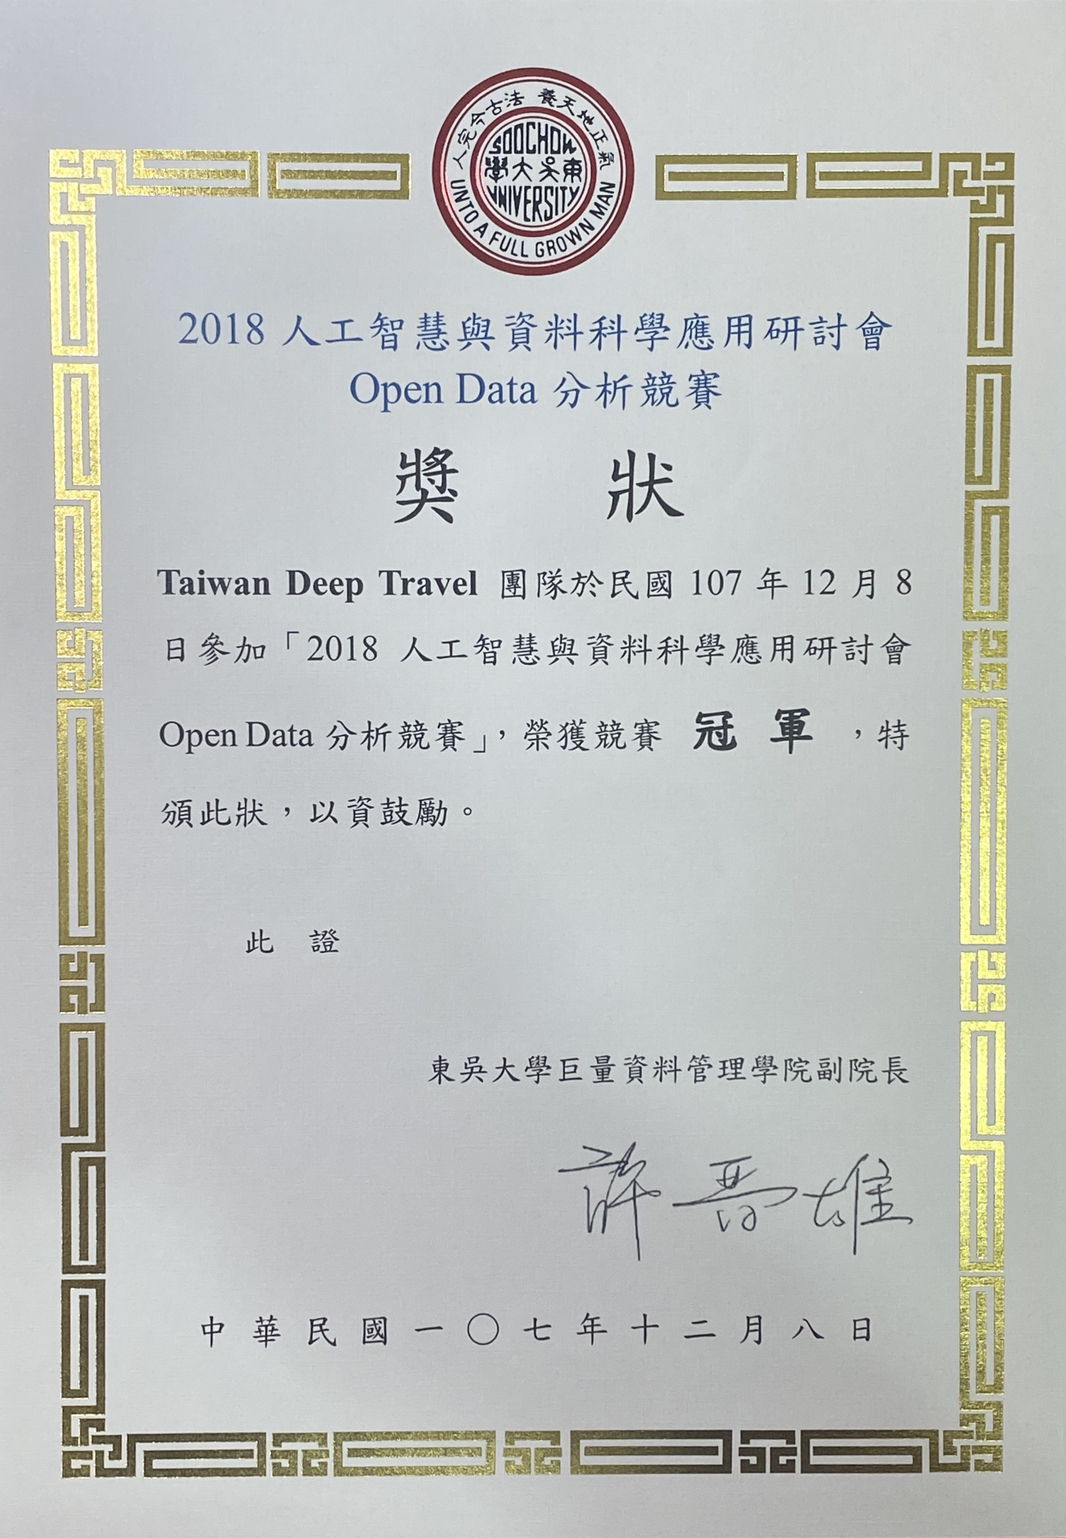 養天地正氣 法古今完人
SOOCHOW
東吳大學
UNIVERSITY
UNTO A FULL GROWN MAN
2018 人工智慧與資料科學應用研討會
Open Data 分析競賽
獎 狀
Taiwan Deep Travel 團隊於民國 107 年 12 月 8
日參加「2018 人工智慧與資料科學應用研討會
Open Data 分析競賽」,榮獲競賽 冠 軍 ,特
頒此狀,以資鼓勵。
此 證
東吳大學巨量資料管理學院副院長
許晉雄
中華民國一〇七年十二月八日